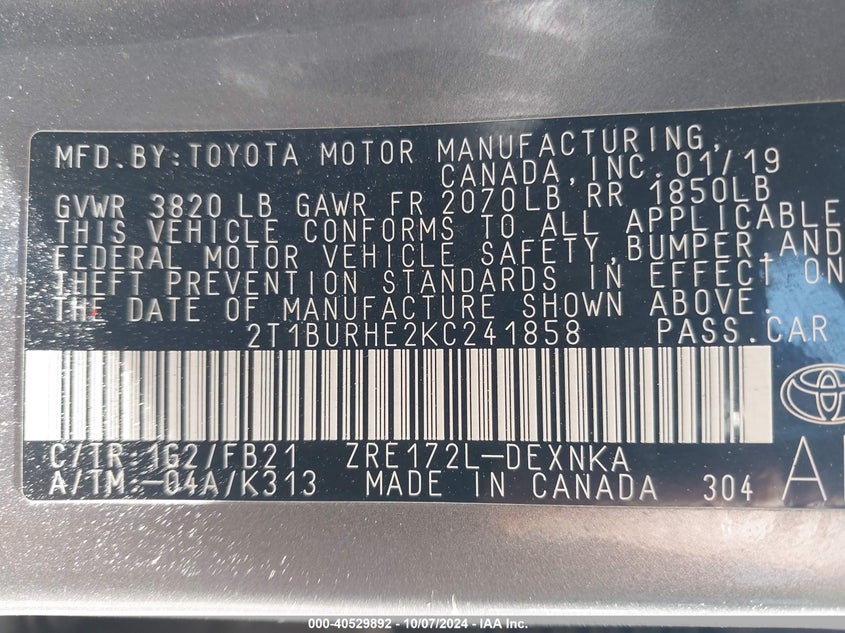 MFD.BY:TOYOTA MOTOR MANUFACTURING,
CANADA,INC.01/19
GVWR 3820LB GAWR FR 2070LB RR 1850LB
THIS VEHICLE CONFORMS TO ALL APPLICABLE
FEDERAL MOTOR VEHICLE SAFETY,BUMPER,AND
THEFT PREVENTION STANDARDS IN EFFECT ON
THE DATE OF MANUFACTURE SHOWN ABOVE.
2T1BURHE2KC241858 PASS.CAR
C/TR:1G2/FB21 ZRE172L-DEXNKA
A/TM:-04A/K313 MADE IN CANADA 304
000-40529892 - 10/07/2024 - IAA Inc.